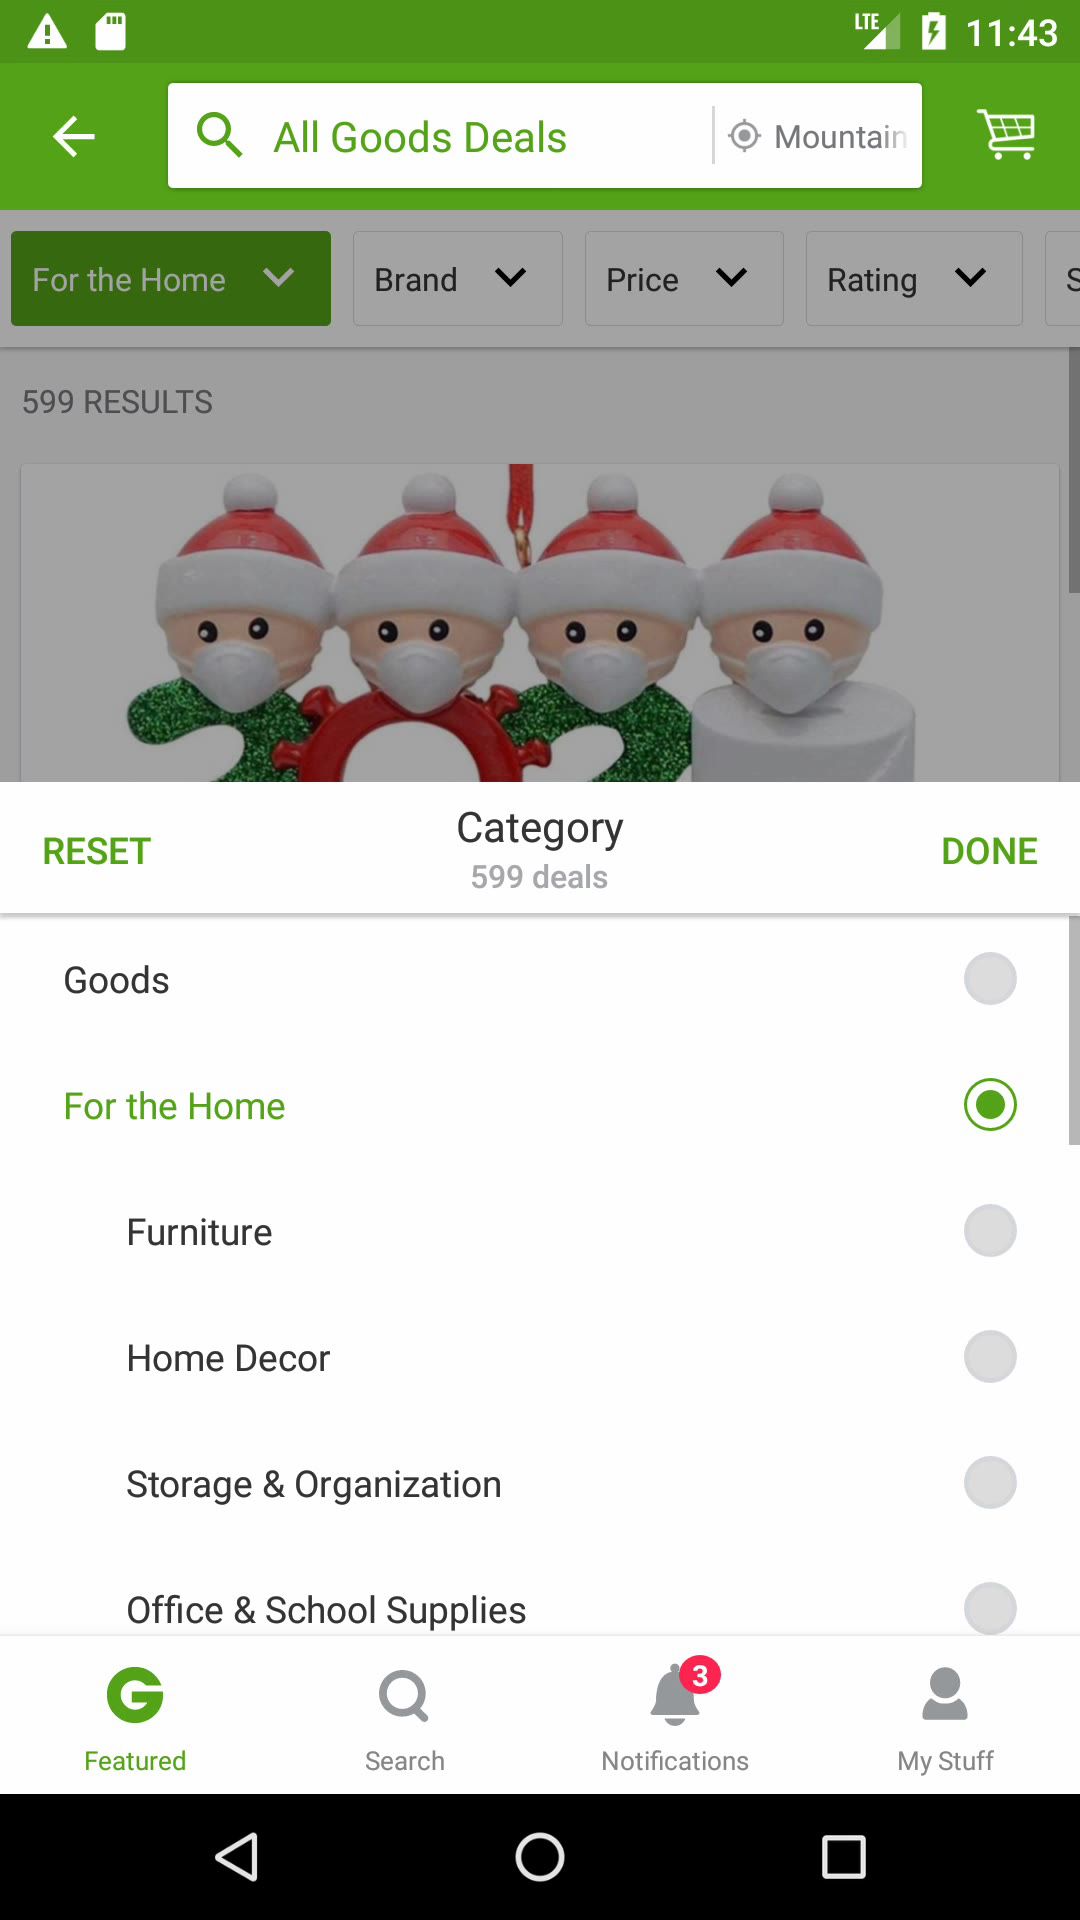 LTE 11:43
All Goods Deals Mountain
For the Home Brand Price Rating S
599 RESULTS
RESET Category DONE
599 deals
Goods
For the Home
Furniture
Home Decor
Storage & Organization
Office & School Supplies
3
Featured Search Notifications My Stuff